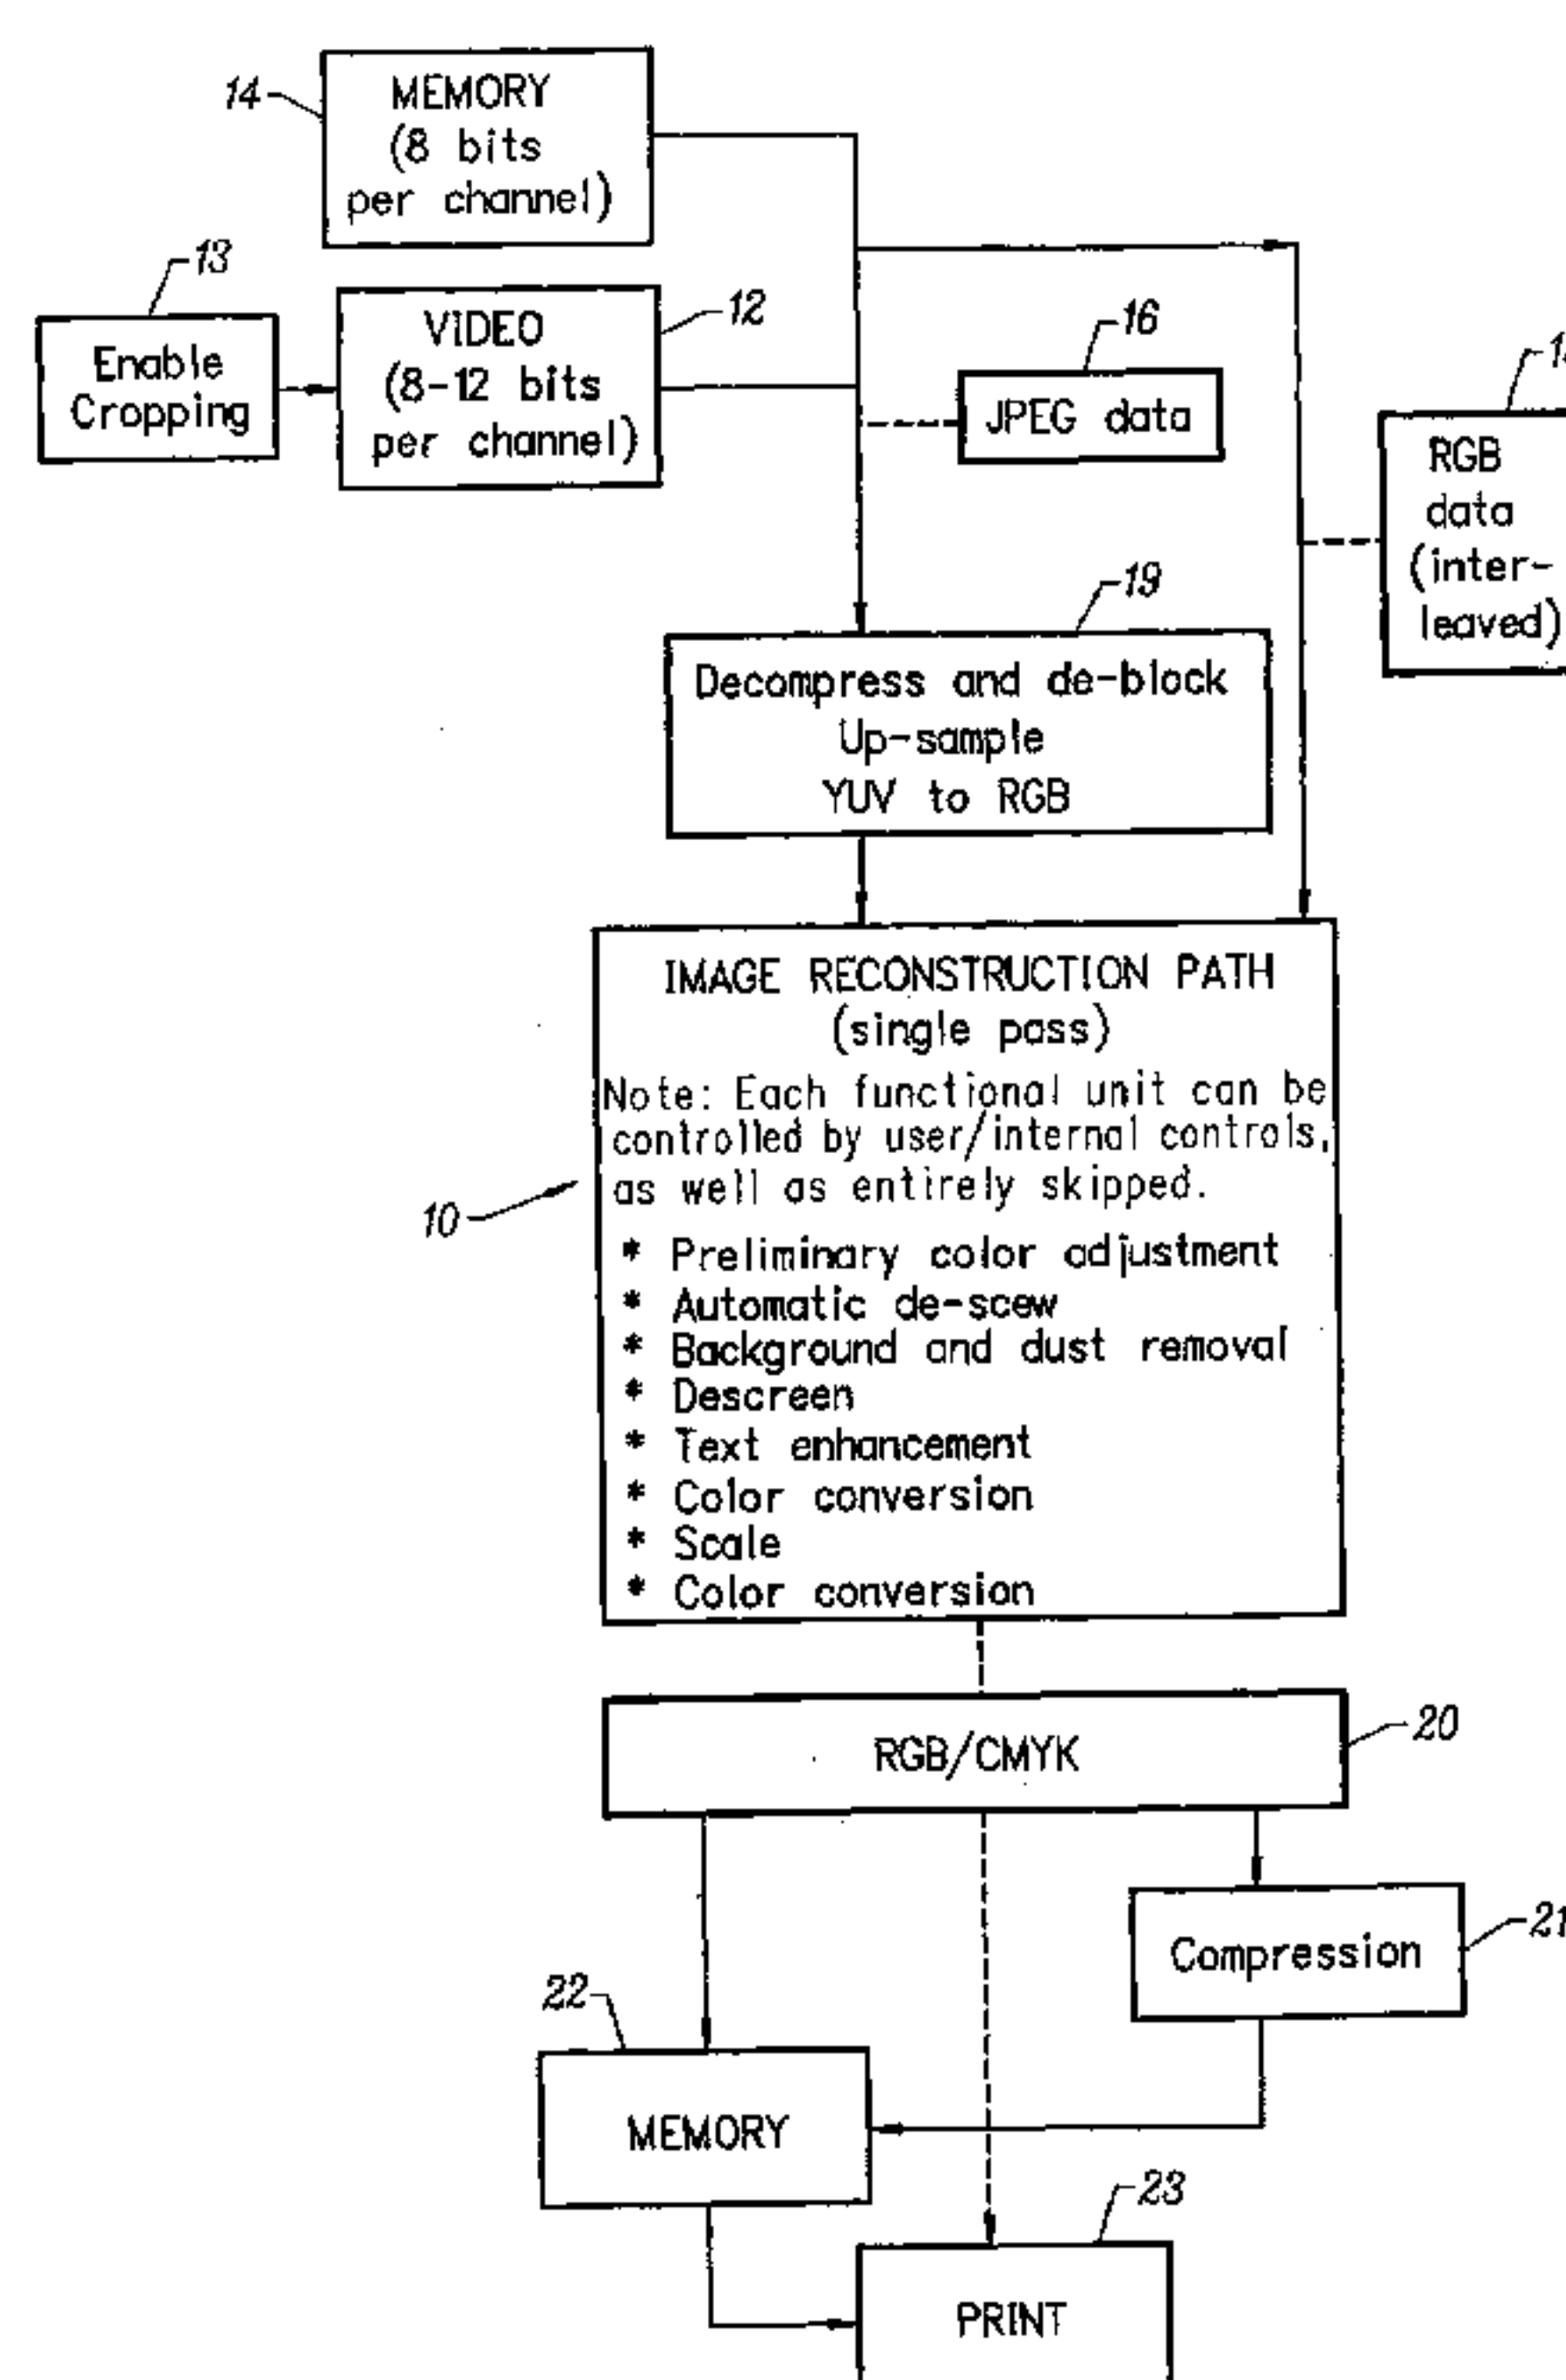 14
MEMORY
(8 bits
per channel)
13
Enable
Cropping
VIDEO
(8-12 bits
per channel)
12
16
JPEG data
RGB
data
(inter-
leaved)
19
Decompress and de-block
Up-sample
YUV to RGB
IMAGE RECONSTRUCTION PATH
(single pass)
Note: Each functional unit can be
controlled by user/internal controls,
as well as entirely skipped.
10
* Preliminary color adjustment
* Automatic de-scew
* Background and dust removal
* Descreen
* Text enhancement
* Color conversion
* Scale
* Color conversion
RGB/CMYK
20
Compression
21
22
MEMORY
23
PRINT